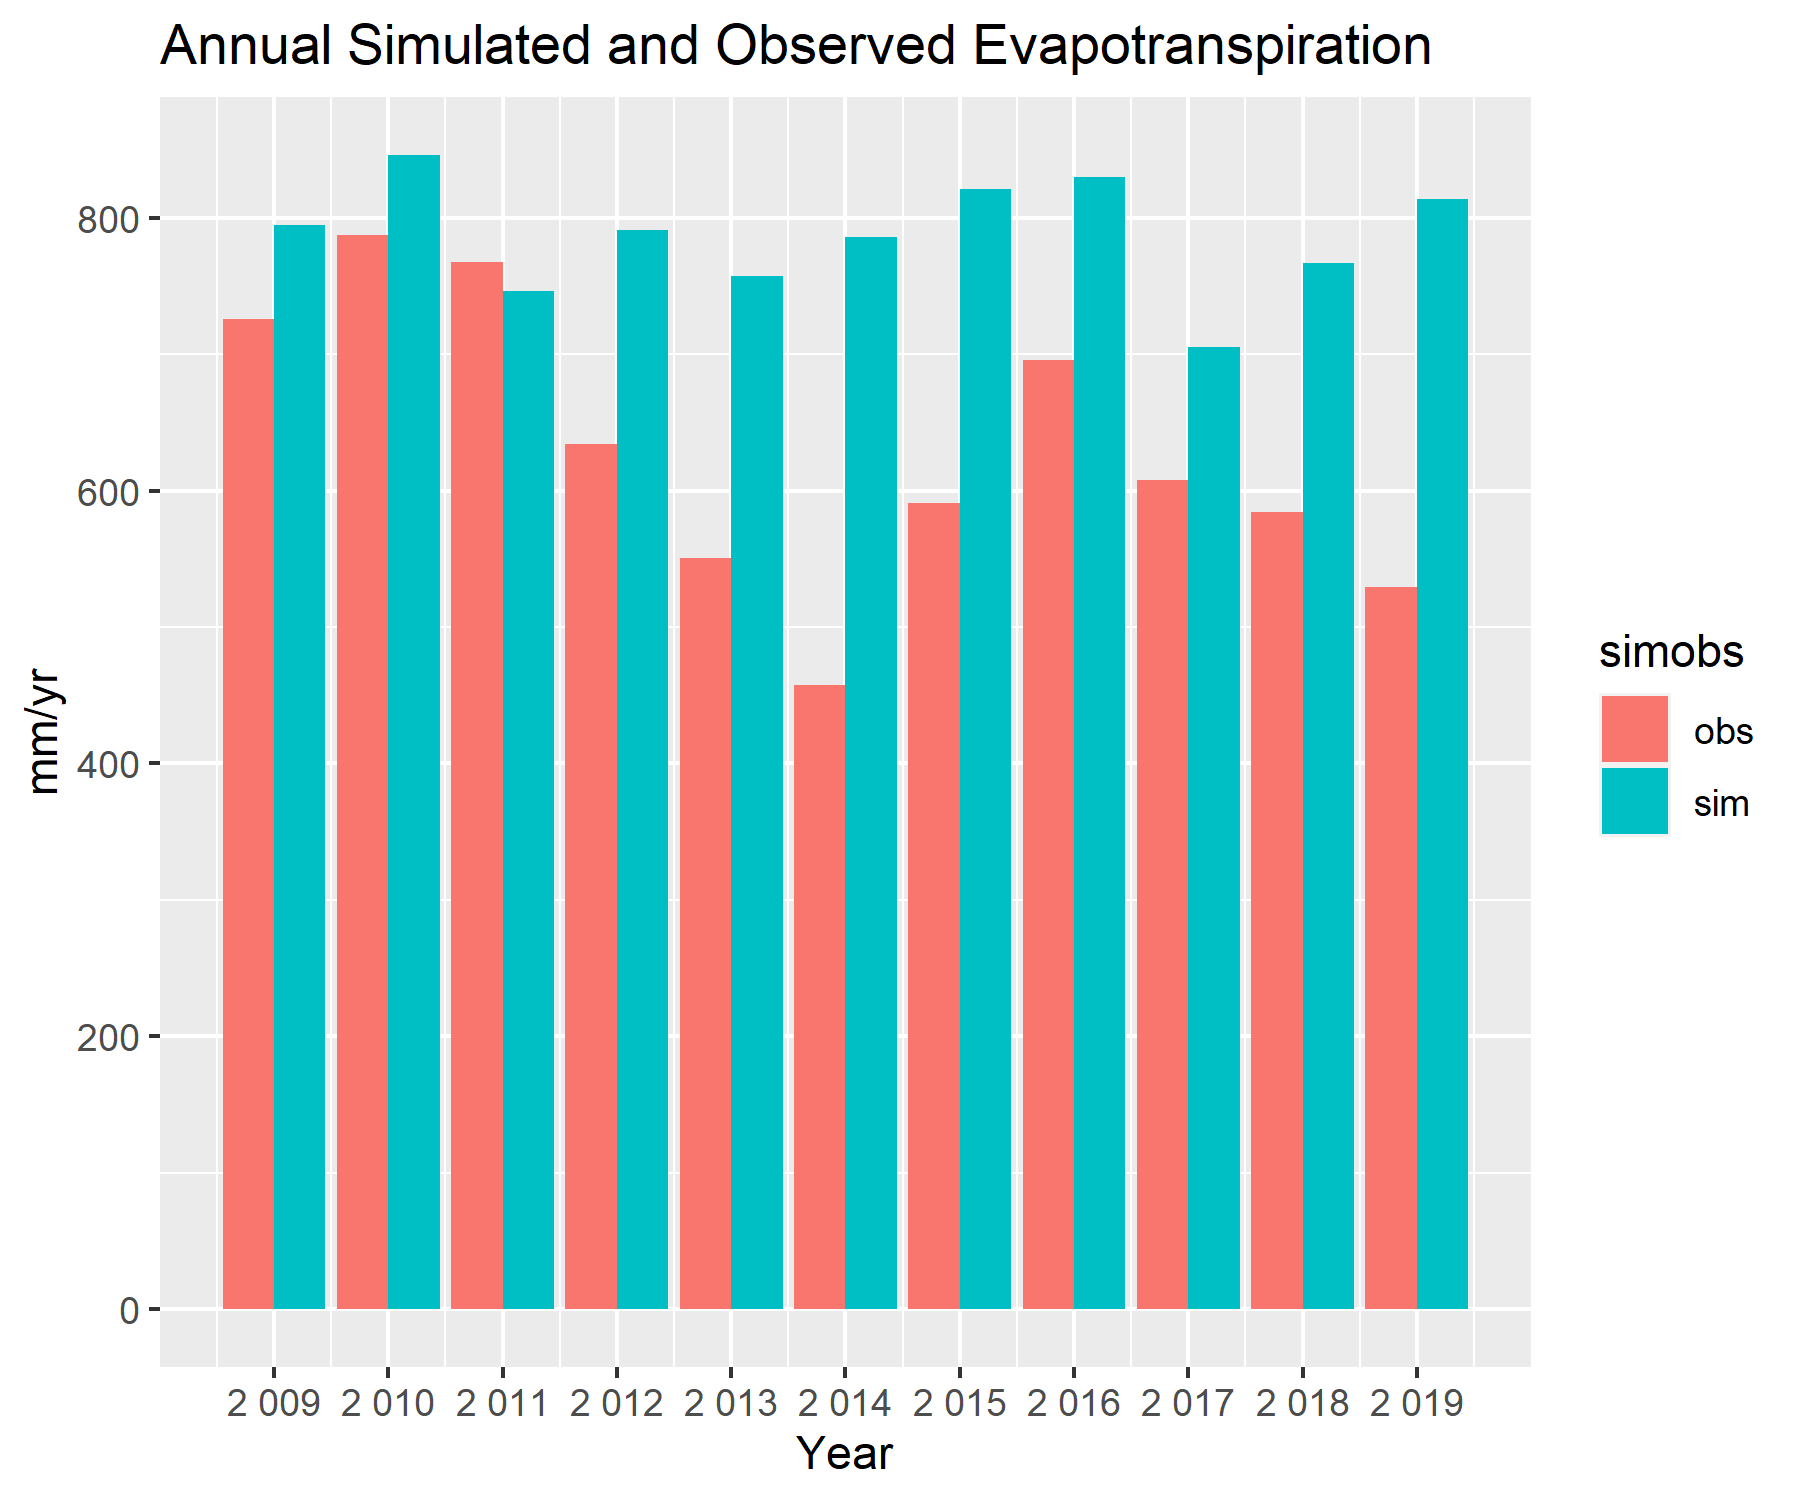 Annual Simulated and Observed Evapotranspiration
mm/yr
800
600
400
200
0
2 009 2 010 2 011 2 012 2 013 2 014 2 015 2 016 2 017 2 018 2 019
Year
simobs
obs
sim